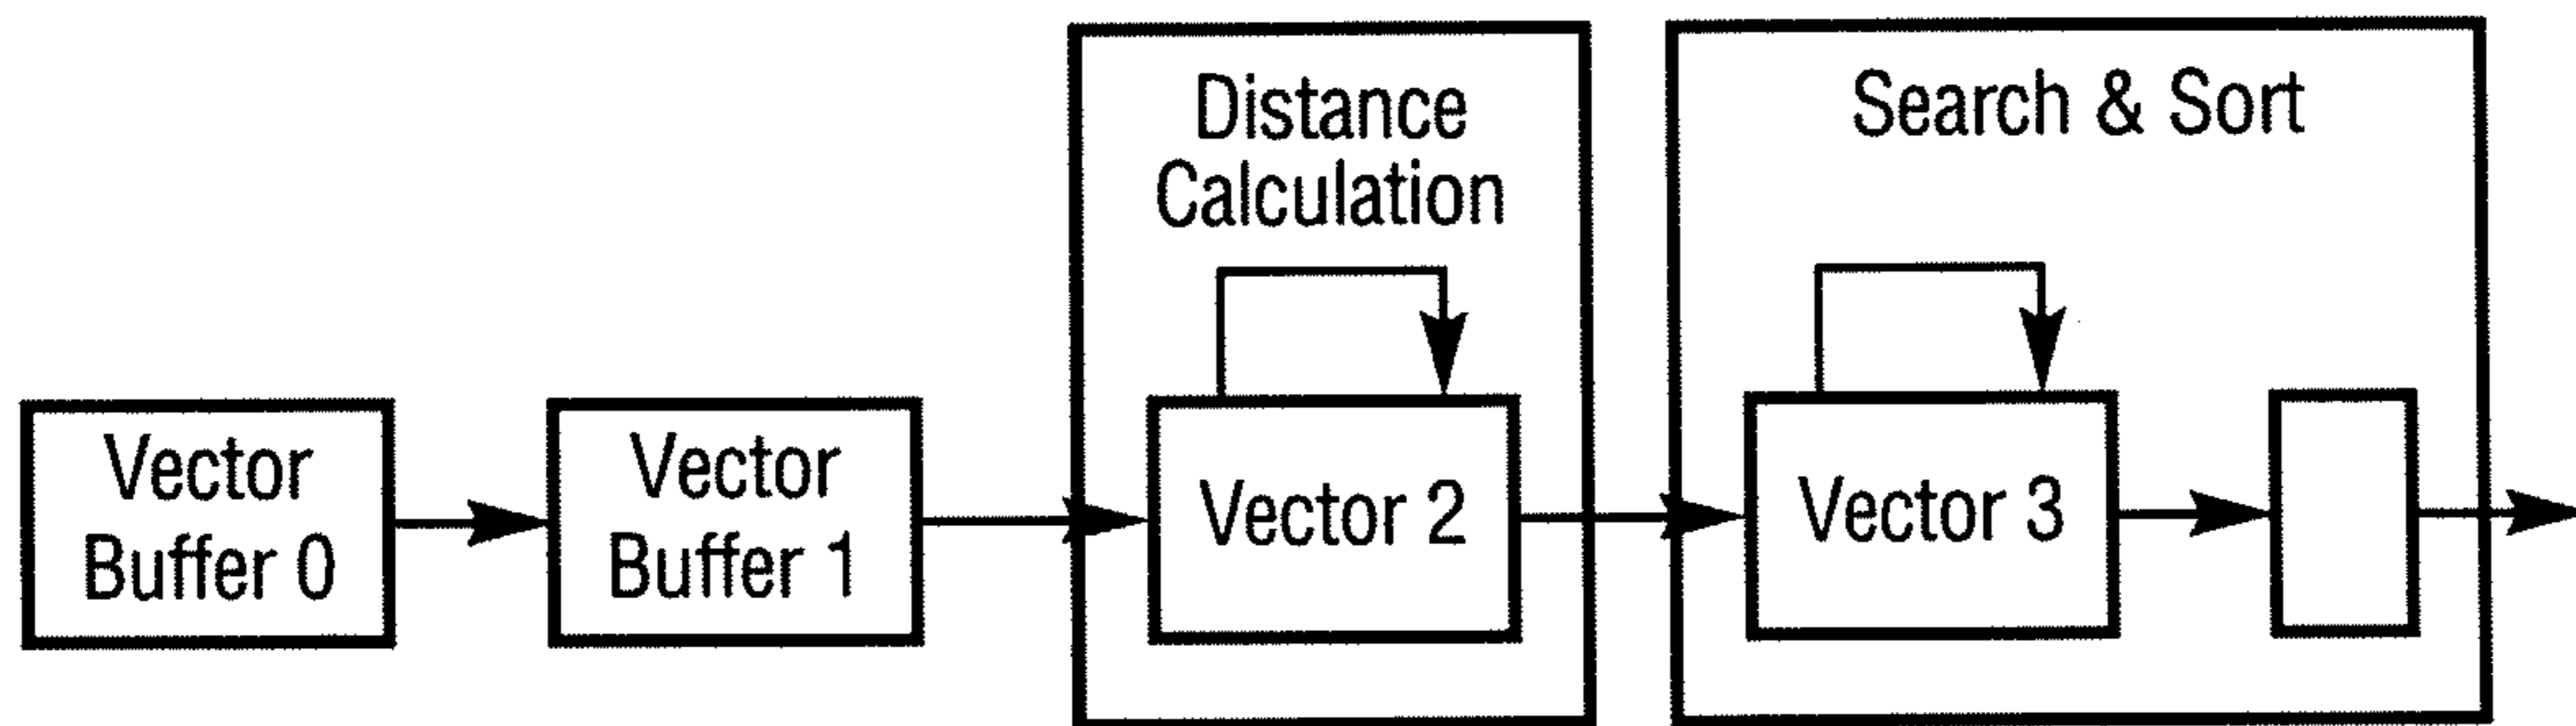 Distance
Calculation
Search & Sort
Vector
Buffer 0
Vector
Buffer 1
Vector 2
Vector 3